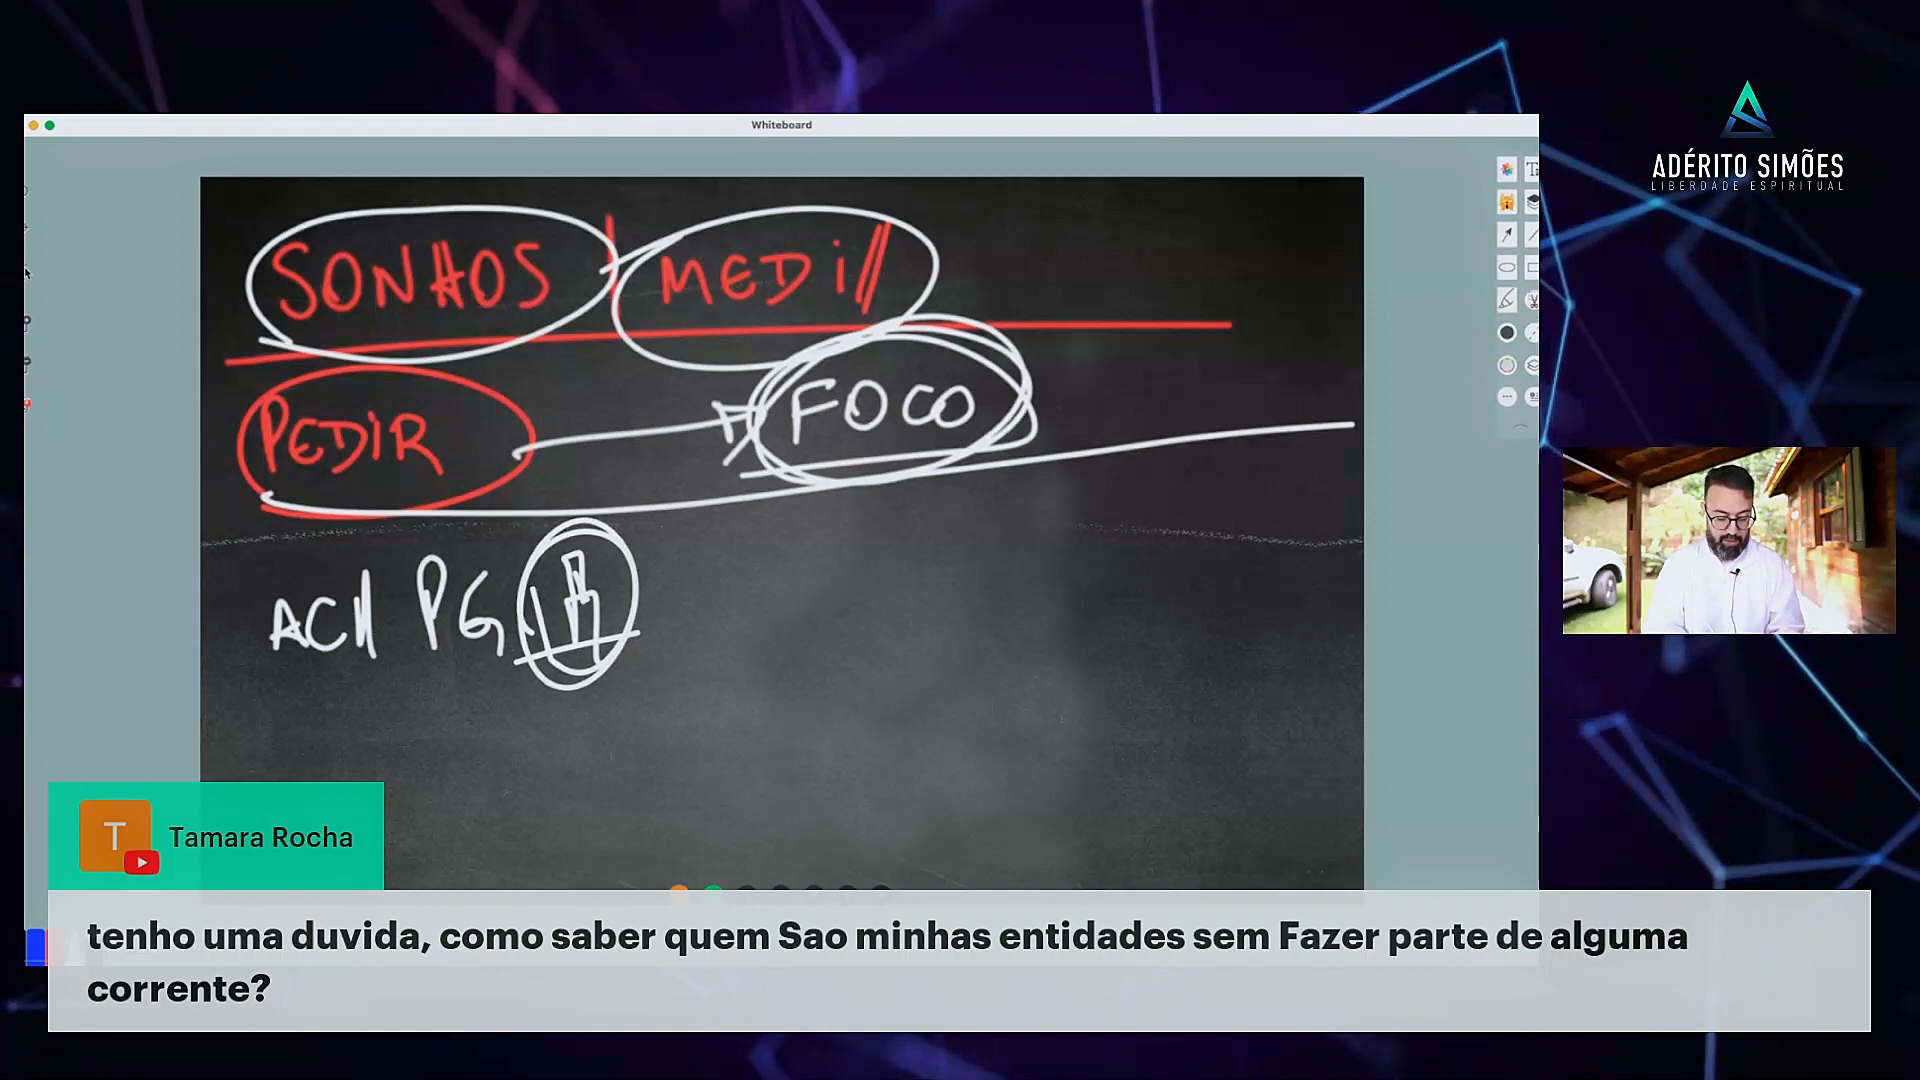 Whiteboard
ADÉRITO SIMÕES
LIBERDADE ESPIRITUAL
SONHOS MEDi//
PEDIR FOCO
ACH PG
T Tamara Rocha
tenho uma duvida, como saber quem Sao minhas entidades sem Fazer parte de alguma
corrente?